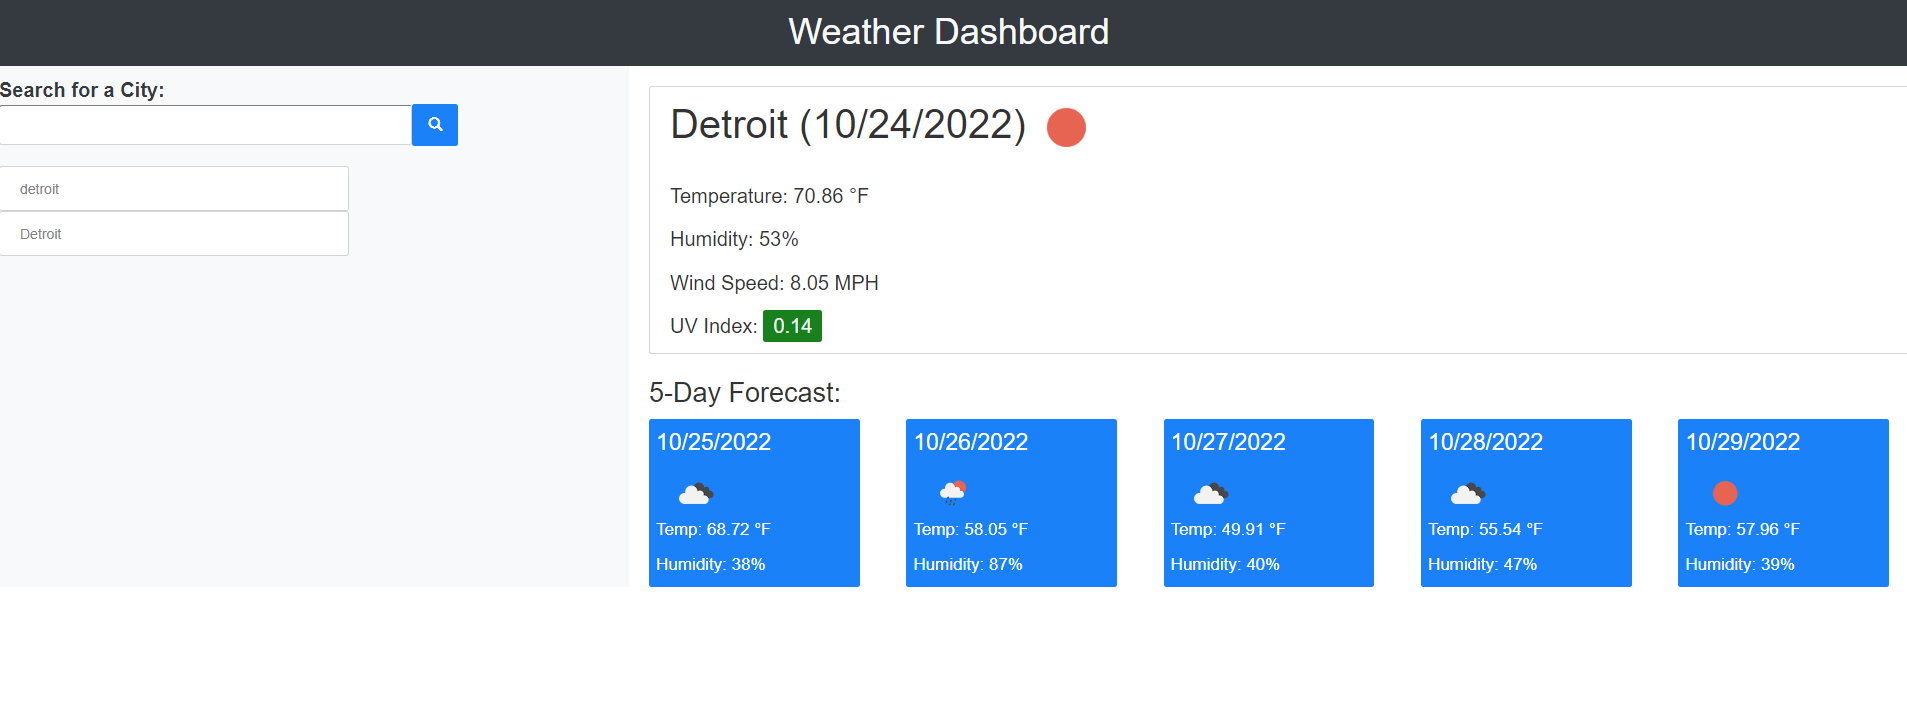 Weather Dashboard
Search for a City:
detroit
Detroit
Detroit (10/24/2022)
Temperature: 70.86 °F
Humidity: 53%
Wind Speed: 8.05 MPH
UV Index: 0.14
5-Day Forecast:
10/25/2022
Temp: 68.72 °F
Humidity: 38%
10/26/2022
Temp: 58.05 °F
Humidity: 87%
10/27/2022
Temp: 49.91 °F
Humidity: 40%
10/28/2022
Temp: 55.54 °F
Humidity: 47%
10/29/2022
Temp: 57.96 °F
Humidity: 39%